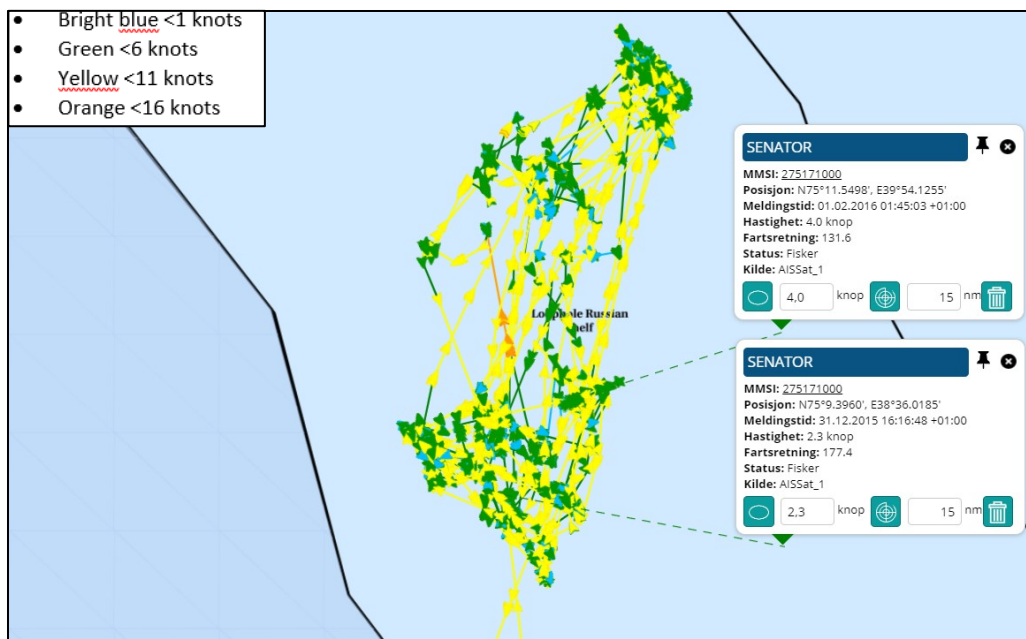 Bright blue <1 knots
Green <6 knots
Yellow <11 knots
Orange <16 knots
SENATOR
MMSI: 275171000
Posisjon: N75°11.5498', E39°54.1255'
Meldingstid: 01.02.2016 01:45:03 +01:00
Hastighet: 4.0 knop
Fartsretning: 131.6
Status: Fisker
Kilde: AISSat_1
4,0 knop 15 nm
Russian
SENATOR
MMSI: 275171000
Posisjon: N75°9.3960', E38°36.0185'
Meldingstid: 31.12.2015 16:16:48 +01:00
Hastighet: 2.3 knop
Fartsretning: 177.4
Status: Fisker
Kilde: AISSat_1
2,3 knop 15 nm